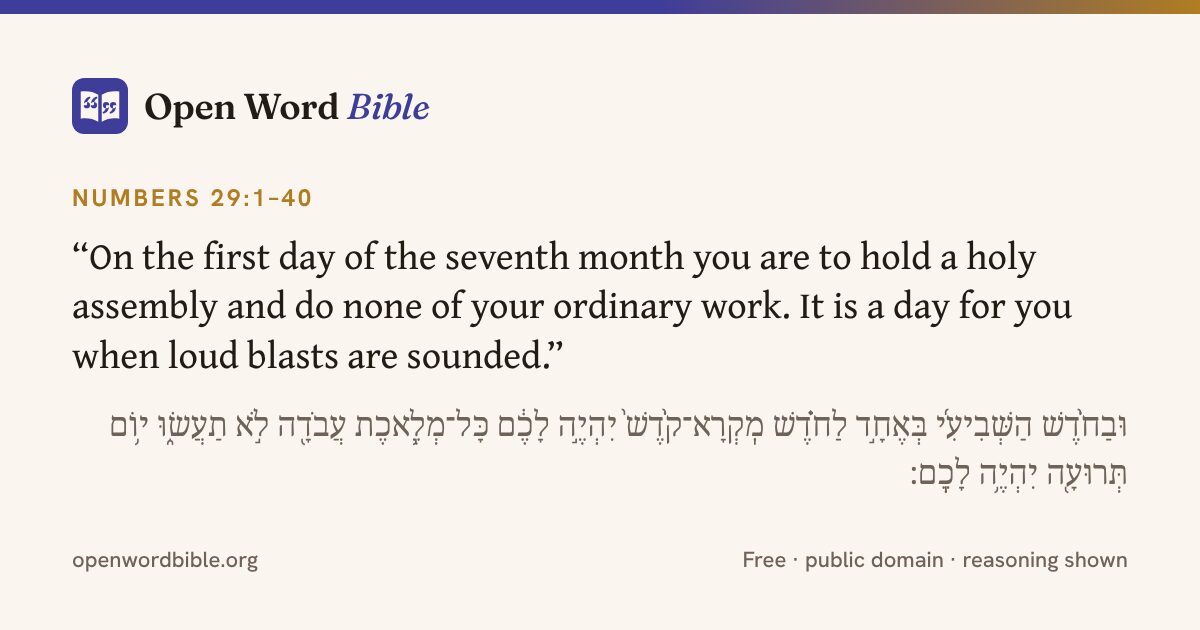 Open Word Bible
NUMBERS 29:1–40
“On the first day of the seventh month you are to hold a holy
assembly and do none of your ordinary work. It is a day for you
when loud blasts are sounded.”
וּבַחֹ֨דֶשׁ הַשְּׁבִיעִ֜י בְּאֶחָ֣ד לַחֹ֗דֶשׁ מִֽקְרָא־קֹ֙דֶשׁ֙ יִהְיֶ֣ה לָכֶ֔ם כָּל־מְלֶ֥אכֶת עֲבֹדָ֖ה לֹ֣א תַעֲשׂ֑וּ י֥וֹם
תְּרוּעָ֖ה יִהְיֶ֥ה לָכֶֽם׃
openwordbible.org
Free · public domain · reasoning shown